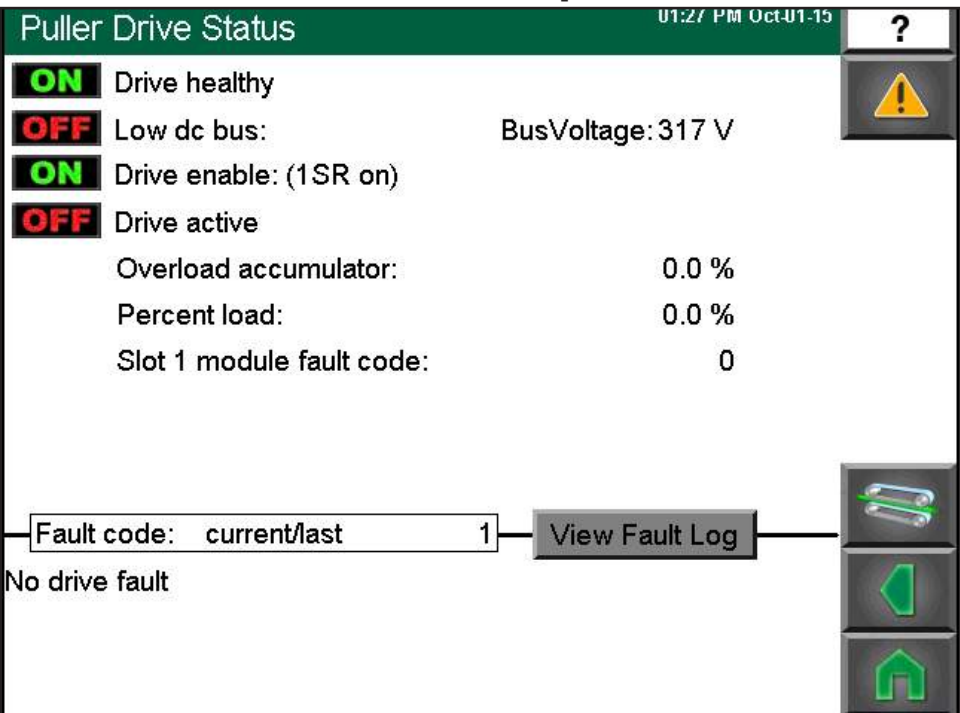 Puller Drive Status 01:27 PM Oct-01-15 ?
ON Drive healthy
OFF Low dc bus: BusVoltage: 317 V
ON Drive enable: (1SR on)
OFF Drive active
Overload accumulator: 0.0 %
Percent load: 0.0 %
Slot 1 module fault code: 0
Fault code: current/last 1 View Fault Log
No drive fault